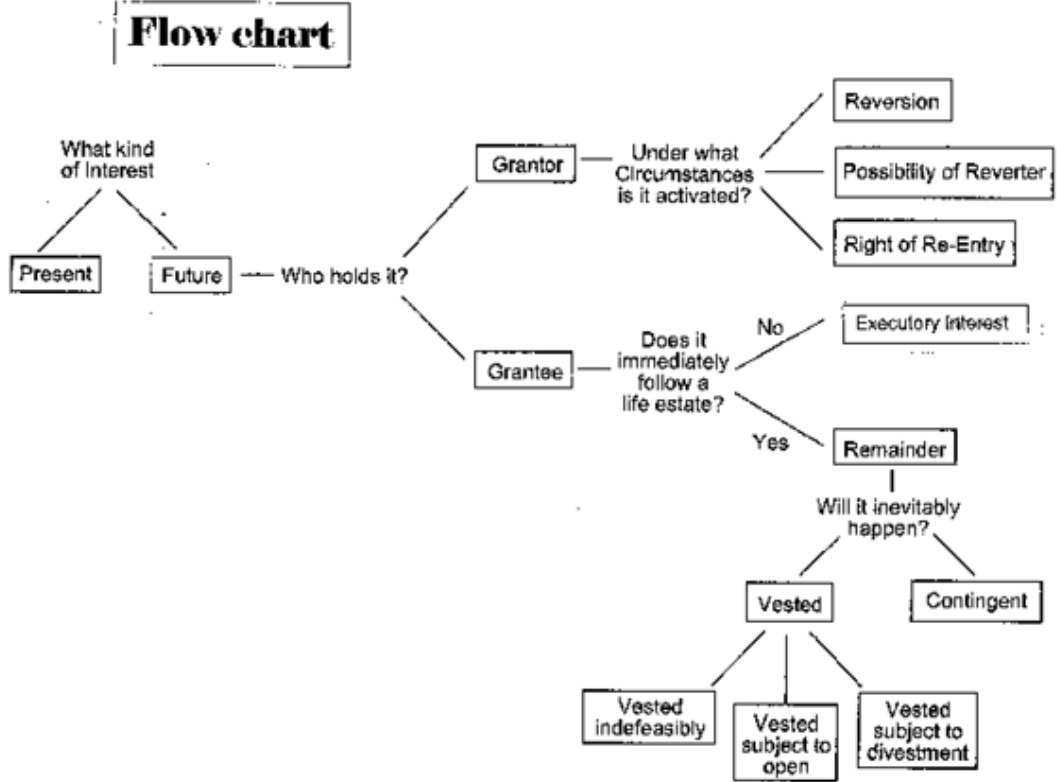 Flow chart
What kind
of Interest
Present
Future
Who holds it?
Grantor
Under what
Circumstances
is it activated?
Reversion
Possibility of Reverter
Right of Re-Entry
Grantee
Does it
immediately
follow a
life estate?
No
Executory Interest
Yes
Remainder
Will it inevitably
happen?
Vested
Contingent
Vested
indefeasibly
Vested
subject to
open
Vested
subject to
divestment